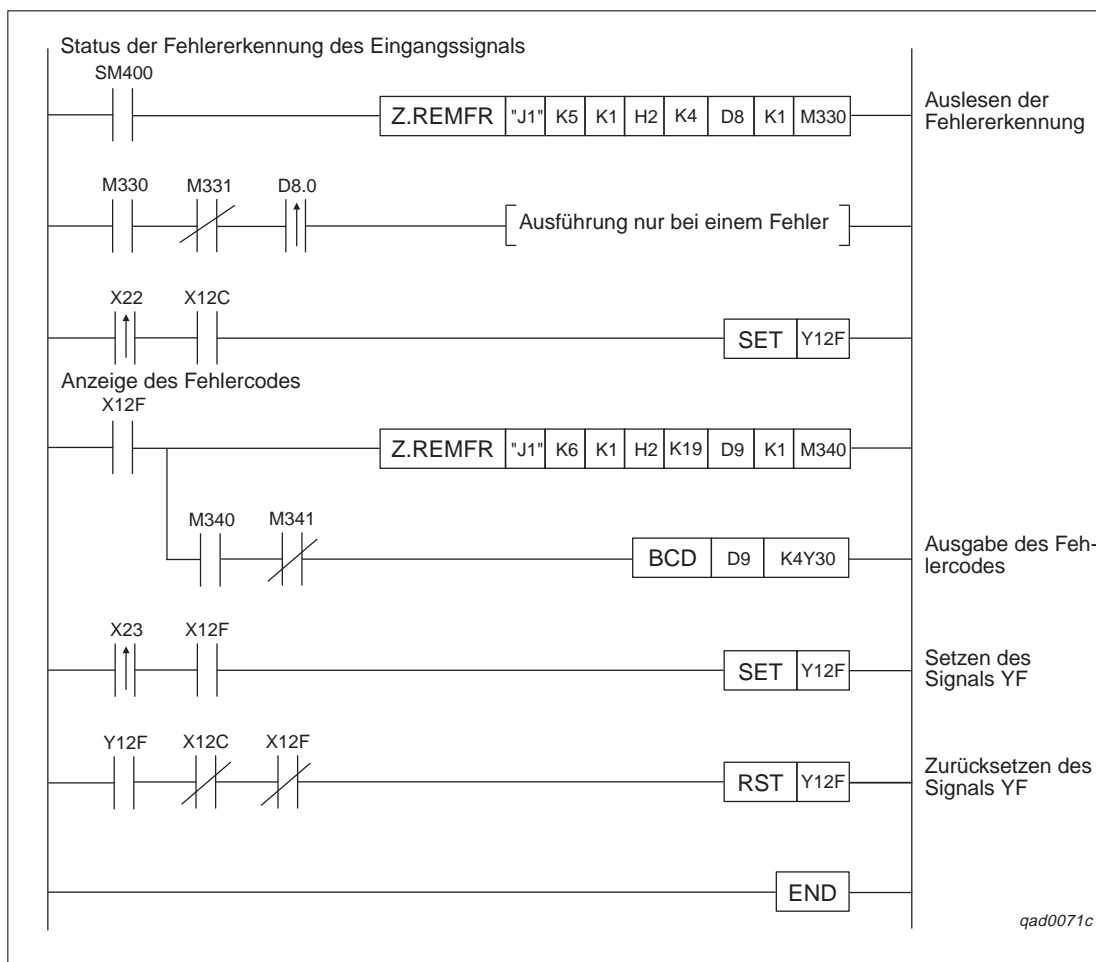 Status der Fehlererkennung des Eingangssignals
SM400
Z.REMFR "J1" K5 K1 H2 K4 D8 K1 M330
Auslesen der
Fehlererkennung
M330 M331 D8.0
Ausführung nur bei einem Fehler
X22 X12C
SET Y12F
Anzeige des Fehlercodes
X12F
Z.REMFR "J1" K6 K1 H2 K19 D9 K1 M340
M340 M341
BCD D9 K4Y30
Ausgabe des Feh-
lercodes
X23 X12F
SET Y12F
Setzen des
Signals YF
Y12F X12C X12F
RST Y12F
Zurücksetzen des
Signals YF
END
qad0071c